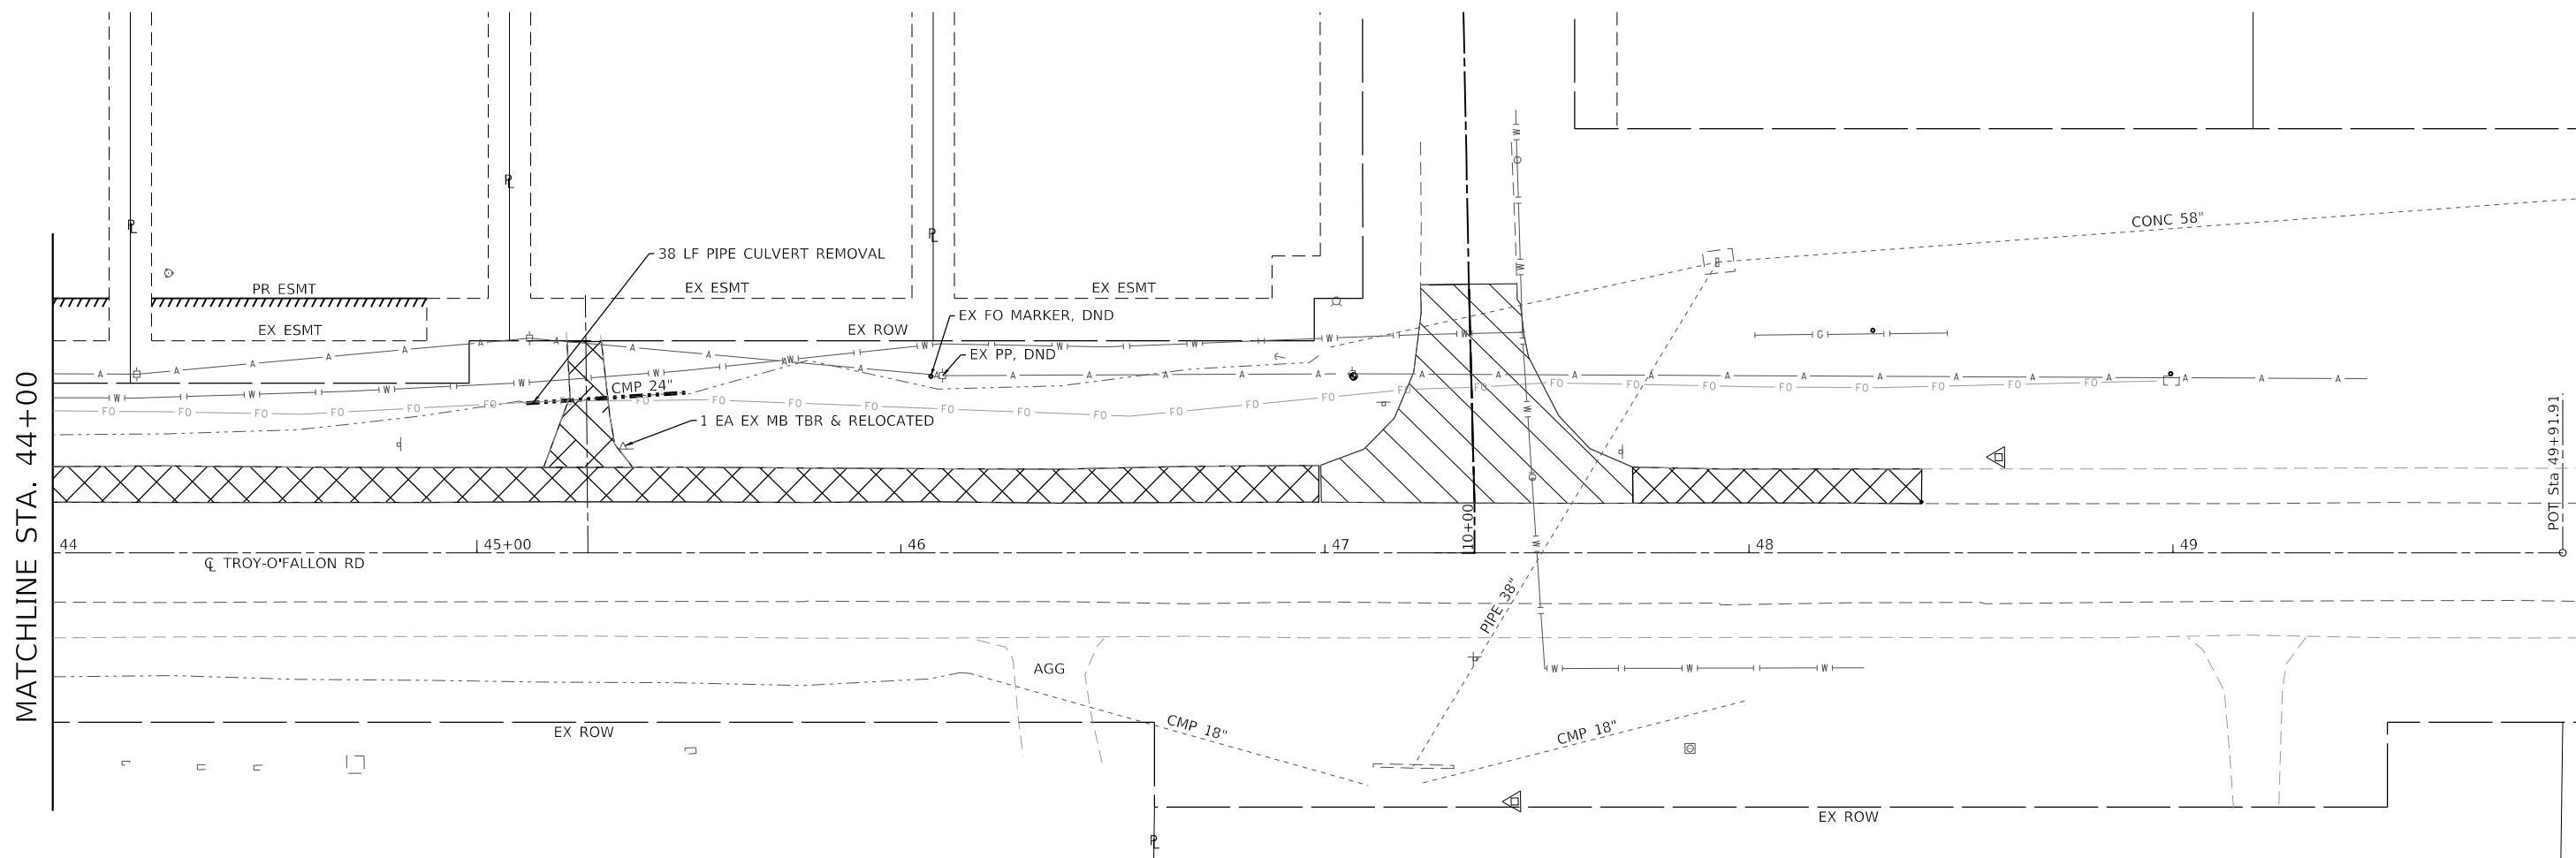 CONC 58"
38 LF PIPE CULVERT REMOVAL
PR ESMT
EX ESMT
EX ESMT
EX ESMT
EX ROW
EX FO MARKER, DND
EX PP, DND
CMP 24"
1 EA EX MB TBR & RELOCATED
MATCHLINE STA. 44+00
44
45+00
46
47
10+00
48
49
POT Sta 49+91.91
℄ TROY-O'FALLON RD
PIPE 38"
AGG
EX ROW
CMP 18"
CMP 18"
EX ROW